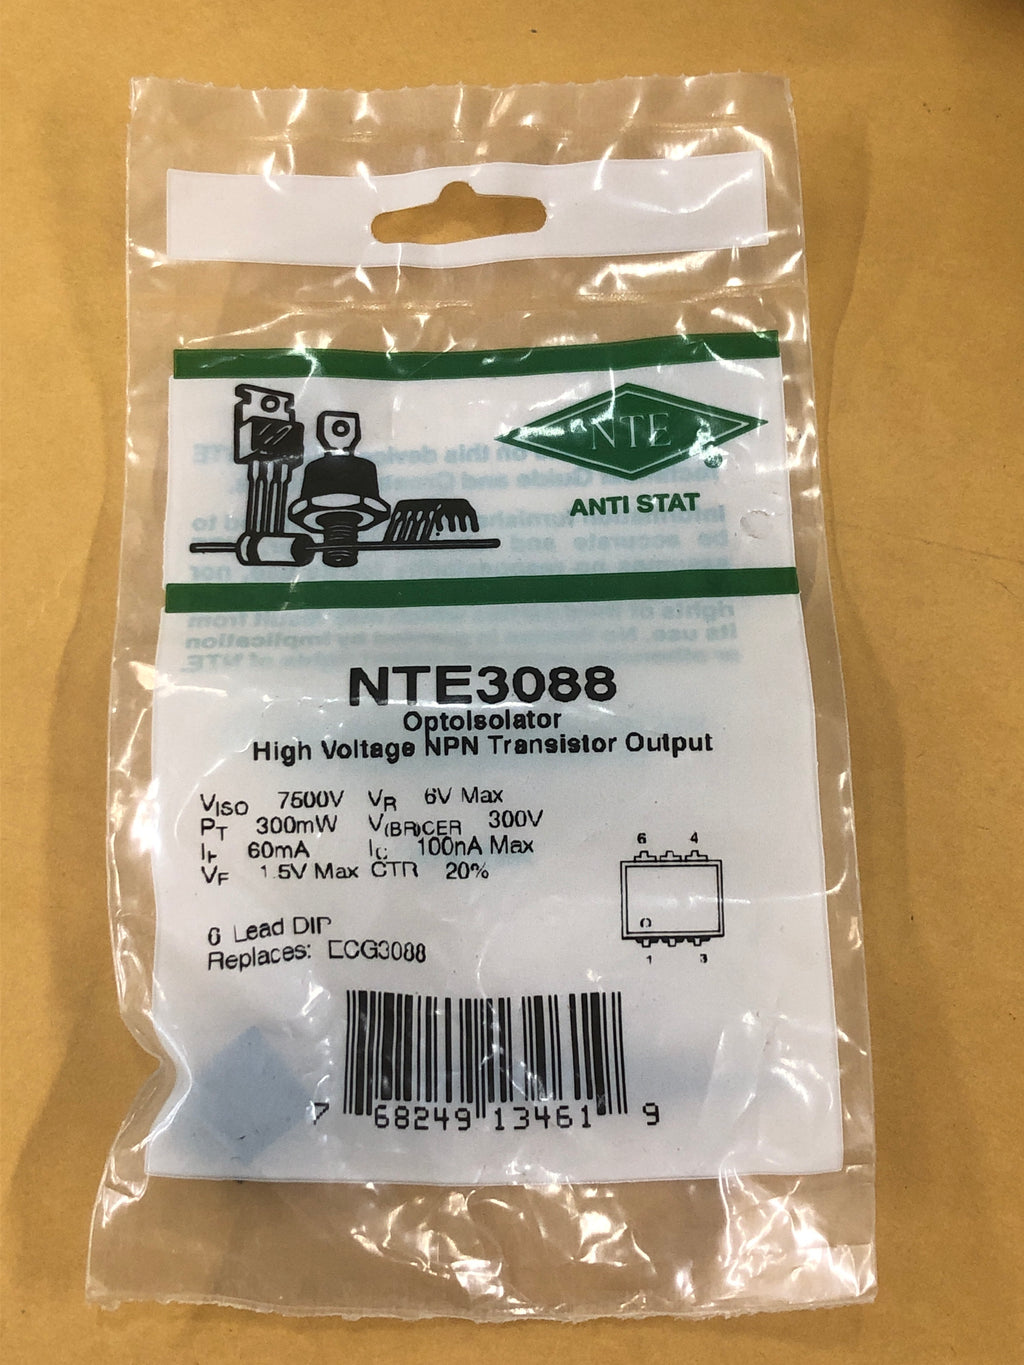 NTE
ANTI STAT
NTE3088
OptoIsolator
High Voltage NPN Transistor Output
VISO 7500V VR 6V Max
PT 300mW V(BR)CER 300V
IF 60mA IC 100nA Max
VF 1.5V Max CTR 20%
6 Lead DIP
Replaces: ECG3088
6 4
1 3
7 68249 13461 9